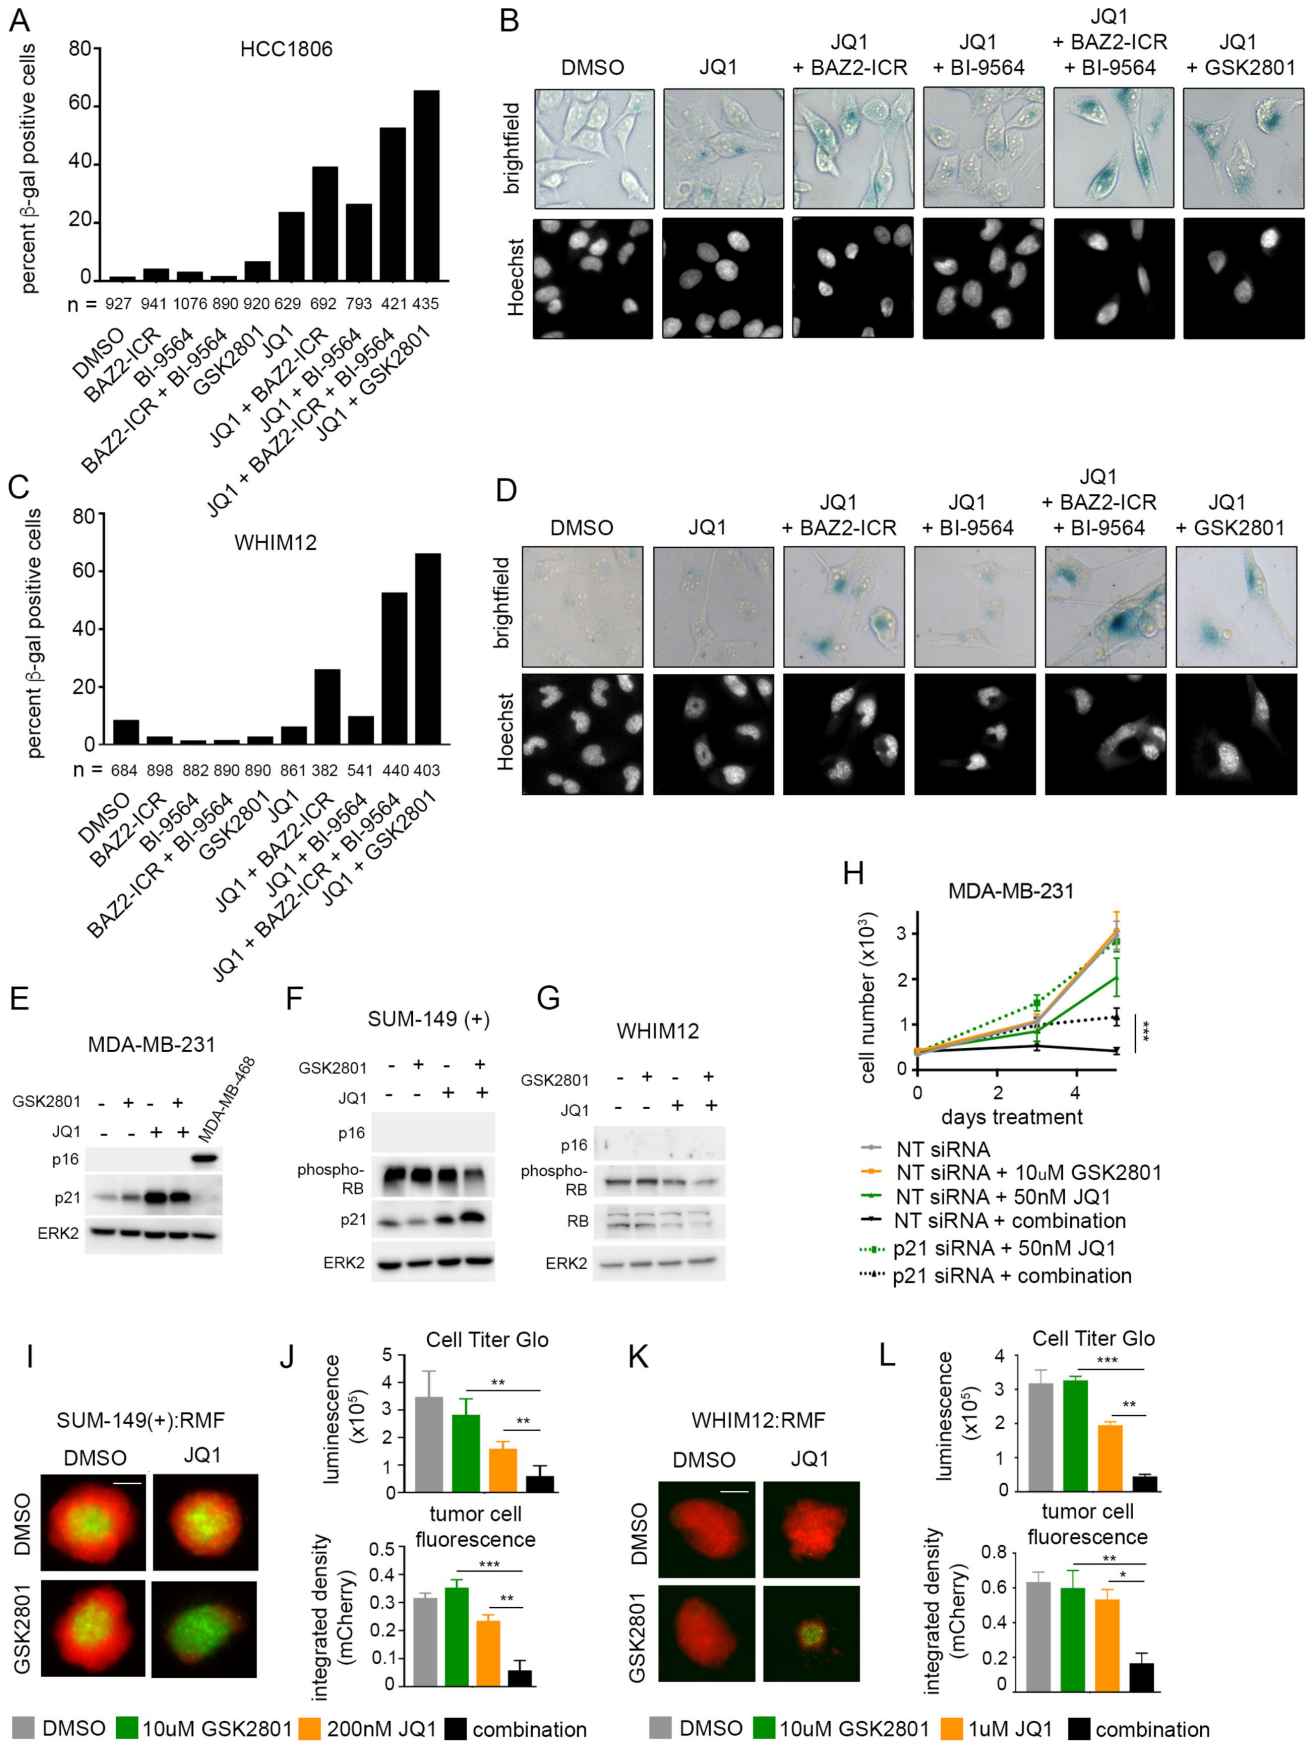 A
HCC1806
percent β-gal positive cells
80
60
40
20
0
n = 927 941 1076 890 920 629 692 793 421 435
DMSO
BAZ2-ICR
BI-9564
BAZ2-ICR + BI-9564
GSK2801
JQ1
JQ1 + BAZ2-ICR
JQ1 + BI-9564
JQ1 + BAZ2-ICR + BI-9564
JQ1 + GSK2801
B
DMSO
JQ1
JQ1
+ BAZ2-ICR
JQ1
+ BI-9564
JQ1
+ BAZ2-ICR
+ BI-9564
JQ1
+ GSK2801
brightfield
Hoechst
C
WHIM12
percent β-gal positive cells
80
60
40
20
0
n = 684 898 882 890 890 861 382 541 440 403
DMSO
BAZ2-ICR
BI-9564
BAZ2-ICR + BI-9564
GSK2801
JQ1
JQ1 + BAZ2-ICR
JQ1 + BI-9564
JQ1 + BAZ2-ICR + BI-9564
JQ1 + GSK2801
D
DMSO
JQ1
JQ1
+ BAZ2-ICR
JQ1
+ BI-9564
JQ1
+ BAZ2-ICR
+ BI-9564
JQ1
+ GSK2801
brightfield
Hoechst
E
MDA-MB-231
GSK2801 - + - +
JQ1 - - + +
MDA-MB-468
p16
p21
ERK2
F
SUM-149 (+)
GSK2801 - + - +
JQ1 - - + +
p16
phospho-
RB
p21
ERK2
G
WHIM12
GSK2801 - + - +
JQ1 - - + +
p16
phospho-
RB
RB
ERK2
H
MDA-MB-231
cell number (x10³)
3
2
1
0
0 2 4
days treatment
***
NT siRNA
NT siRNA + 10uM GSK2801
NT siRNA + 50nM JQ1
NT siRNA + combination
p21 siRNA + 50nM JQ1
p21 siRNA + combination
I
SUM-149(+):RMF
DMSO JQ1
DMSO
GSK2801
J
Cell Titer Glo
luminescence
(x10⁵)
5
4
3
2
1
0
**
**
tumor cell
fluorescence
integrated density
(mCherry)
0.5
0.4
0.3
0.2
0.1
0
***
**
DMSO 10uM GSK2801 200nM JQ1 combination
K
WHIM12:RMF
DMSO JQ1
DMSO
GSK2801
L
Cell Titer Glo
luminescence
(x10⁵)
4
3
2
1
0
***
**
tumor cell
fluorescence
integrated density
(mCherry)
0.8
0.6
0.4
0.2
0
**
*
DMSO 10uM GSK2801 1uM JQ1 combination